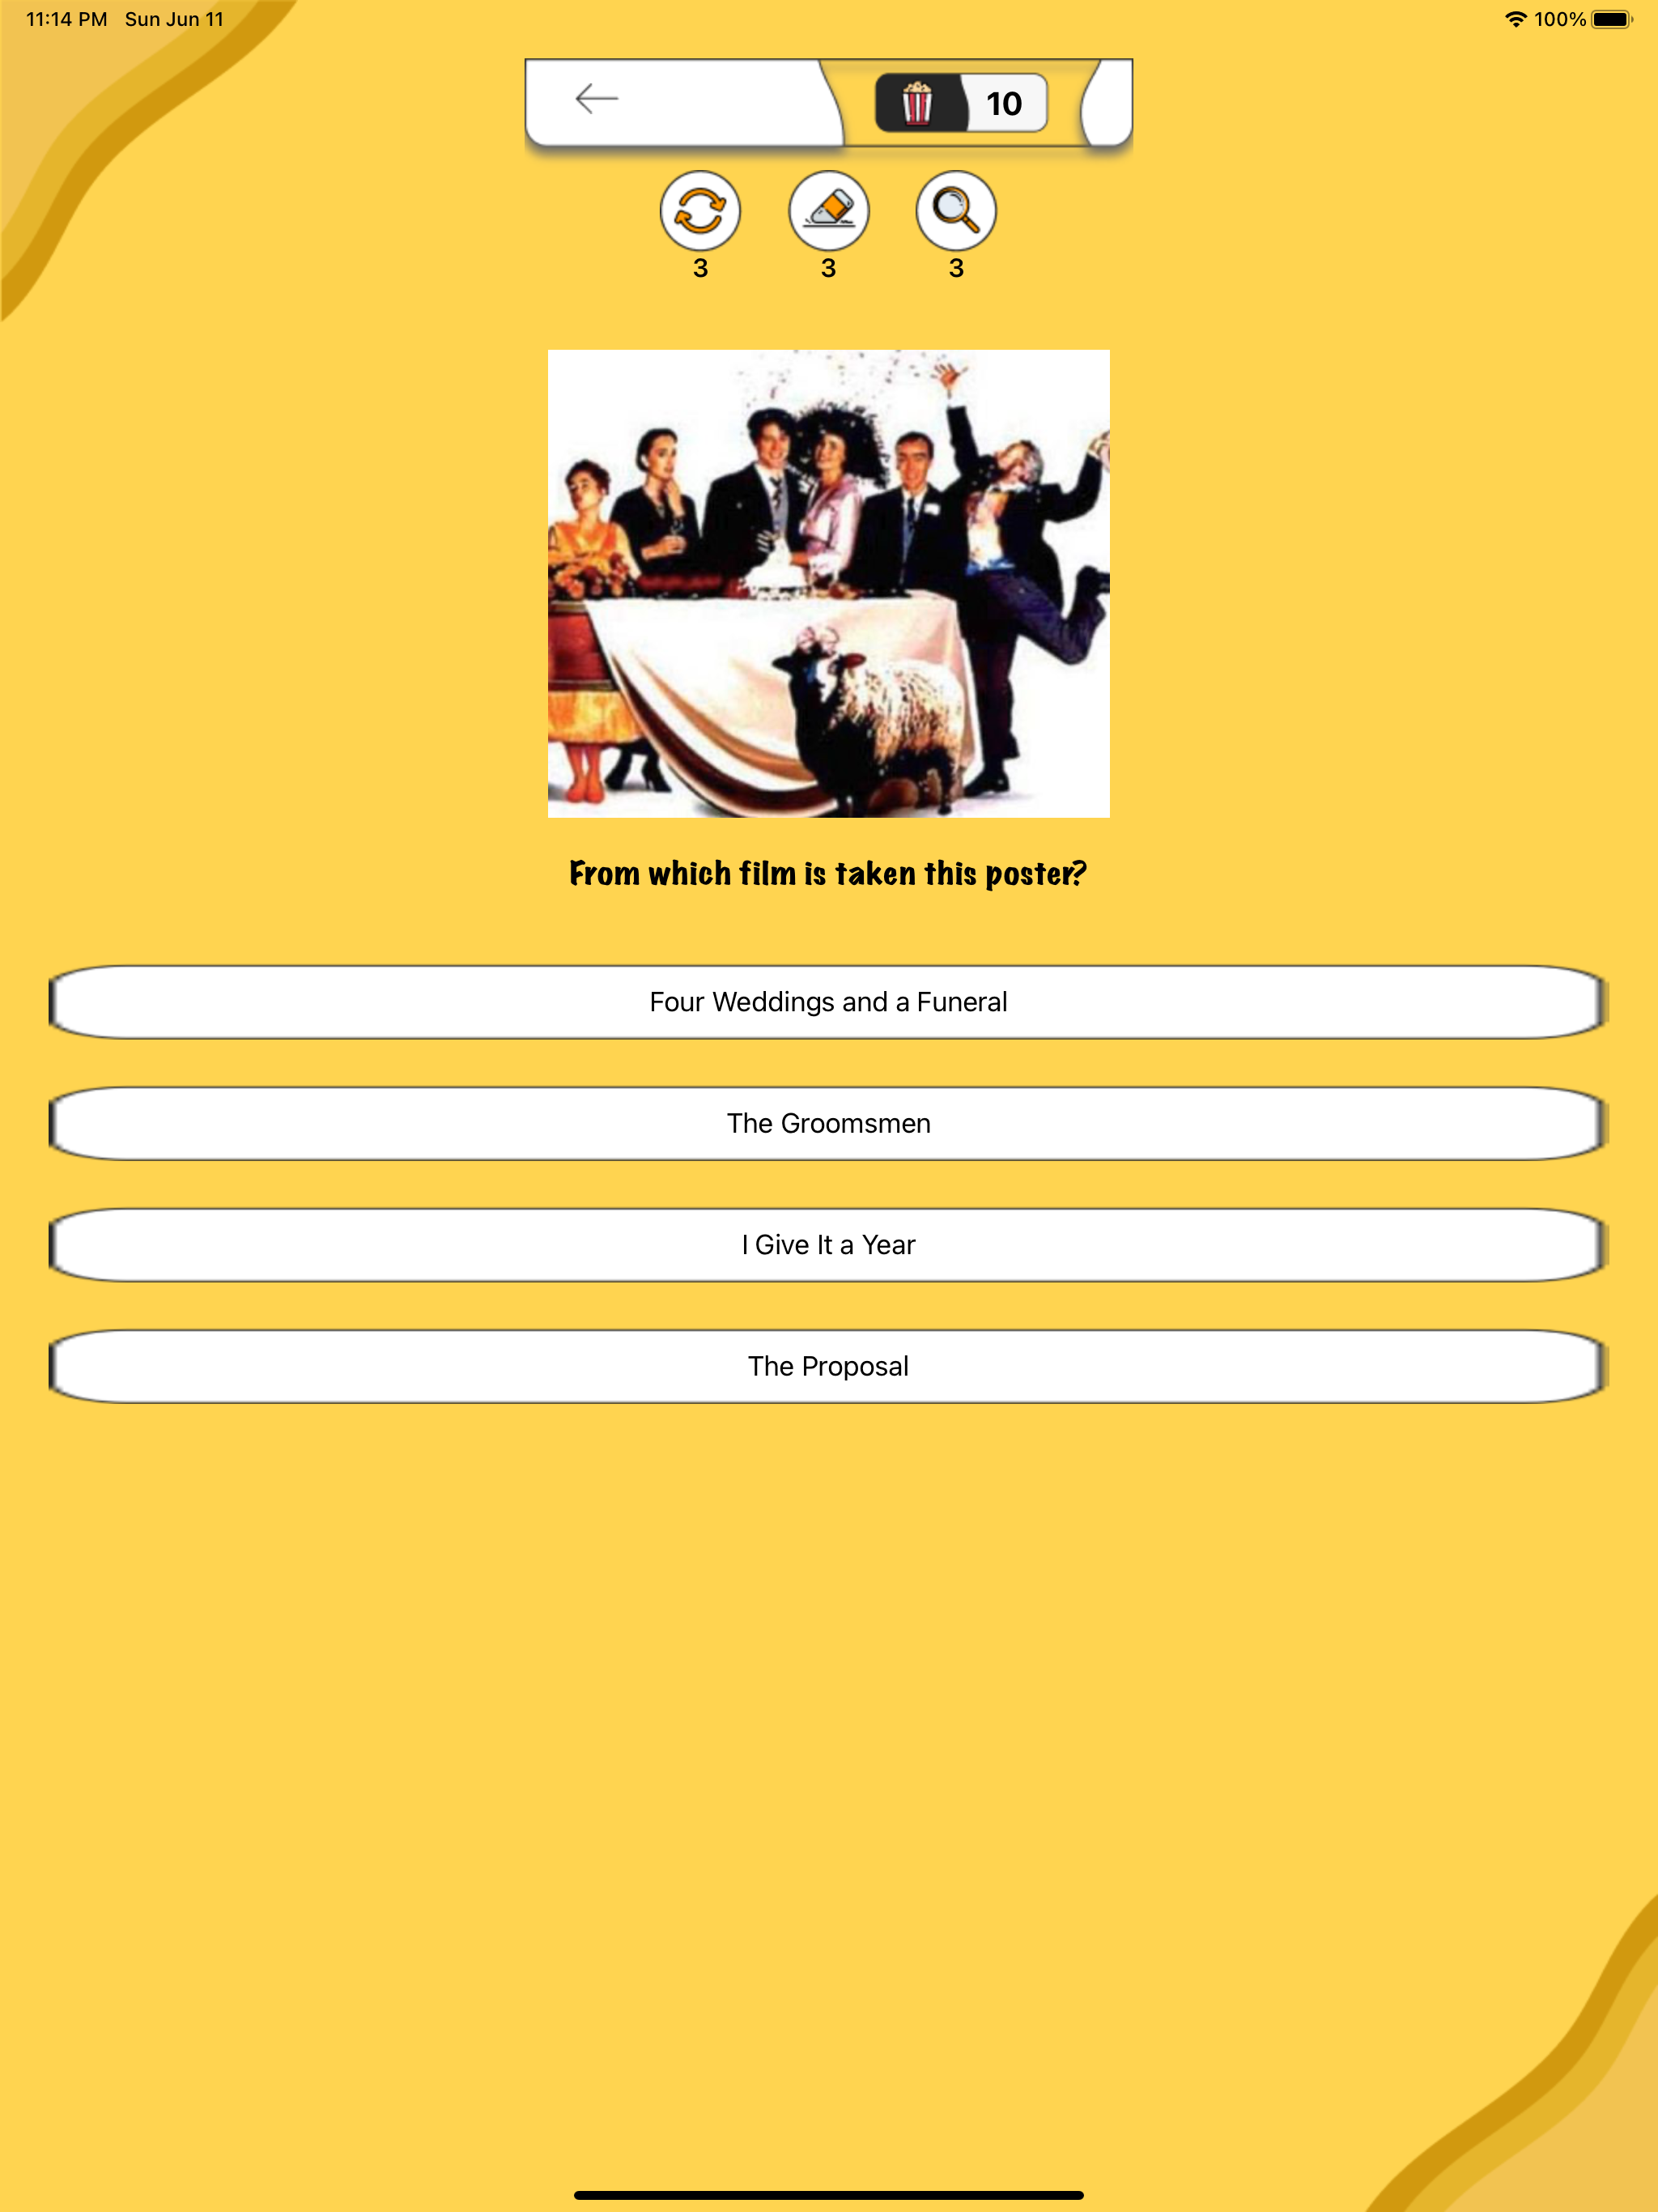 11:14 PM Sun Jun 11
100%
10
3 3 3
From which film is taken this poster?
Four Weddings and a Funeral
The Groomsmen
I Give It a Year
The Proposal